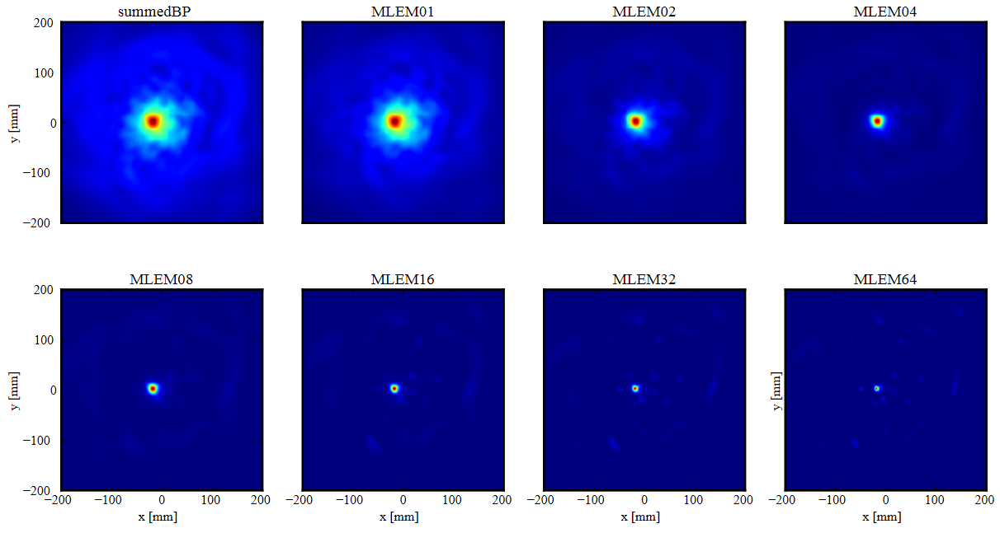 summedBP MLEM01 MLEM02 MLEM04
200
100
0
−100
−200
y [mm]
MLEM08 MLEM16 MLEM32 MLEM64
200
100
0
−100
−200
y [mm]
y [mm]
−200 −100 0 100 200 −200 −100 0 100 200 −200 −100 0 100 200 −200 −100 0 100 200
x [mm] x [mm] x [mm] x [mm]